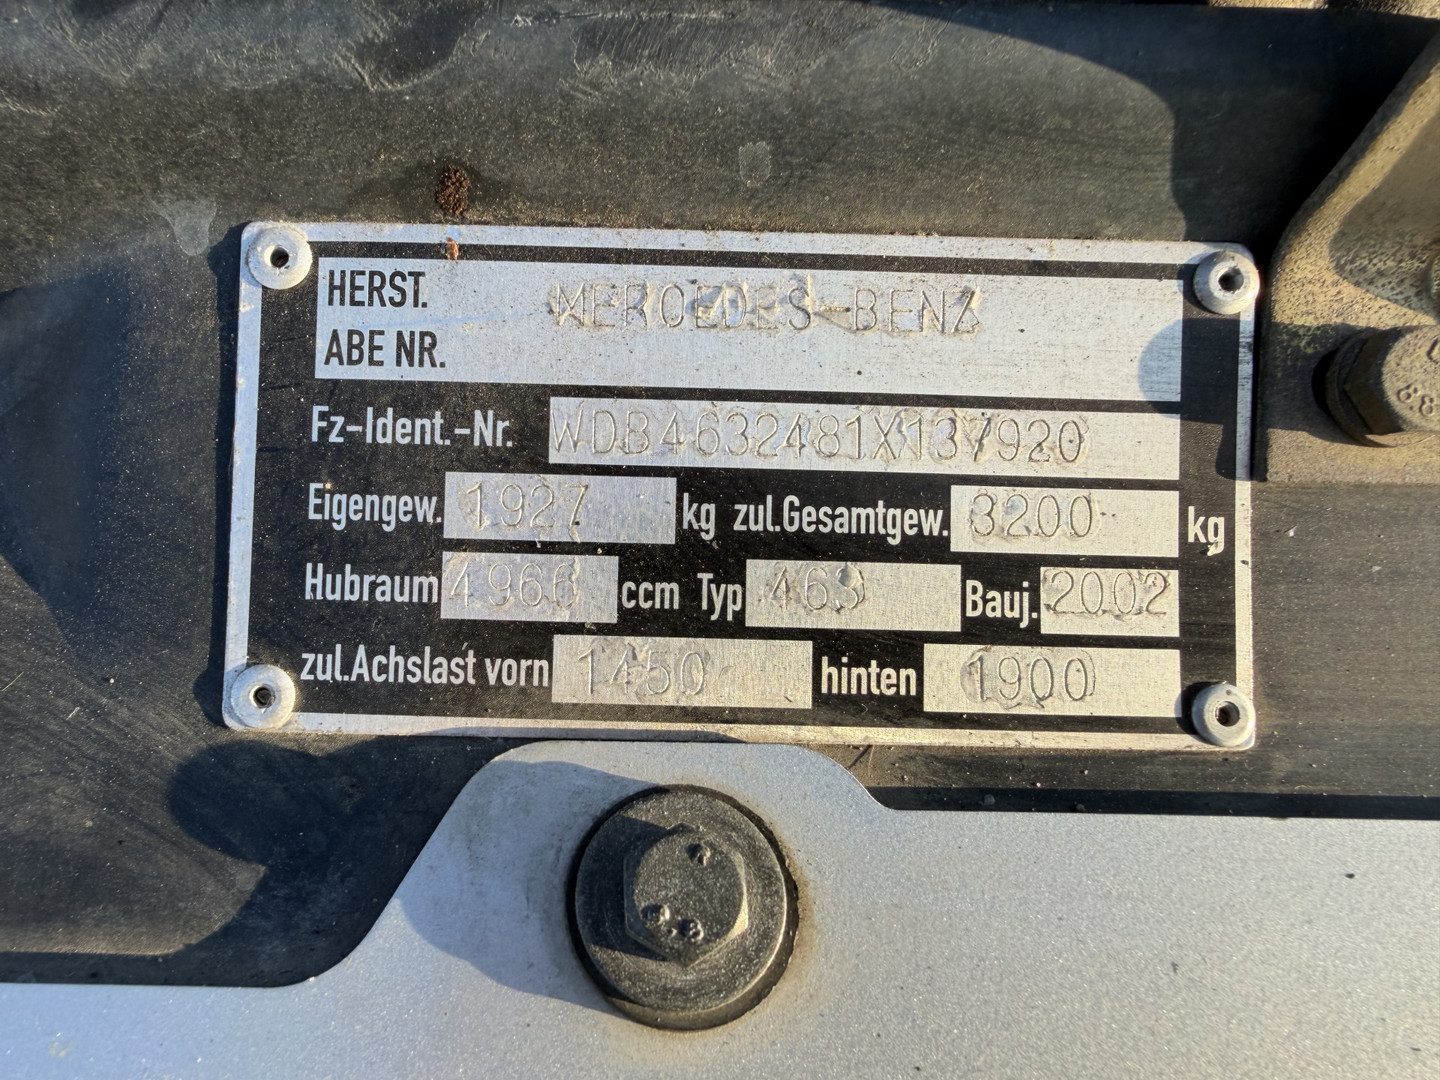 HERST. MERCEDES-BENZ
ABE NR.
Fz-Ident.-Nr. WDB4632481X137920
Eigengew. 1927 kg zul.Gesamtgew. 3200 kg
Hubraum 4966 ccm Typ 463 Bauj. 2002
zul.Achslast vorn 1450 hinten 1900